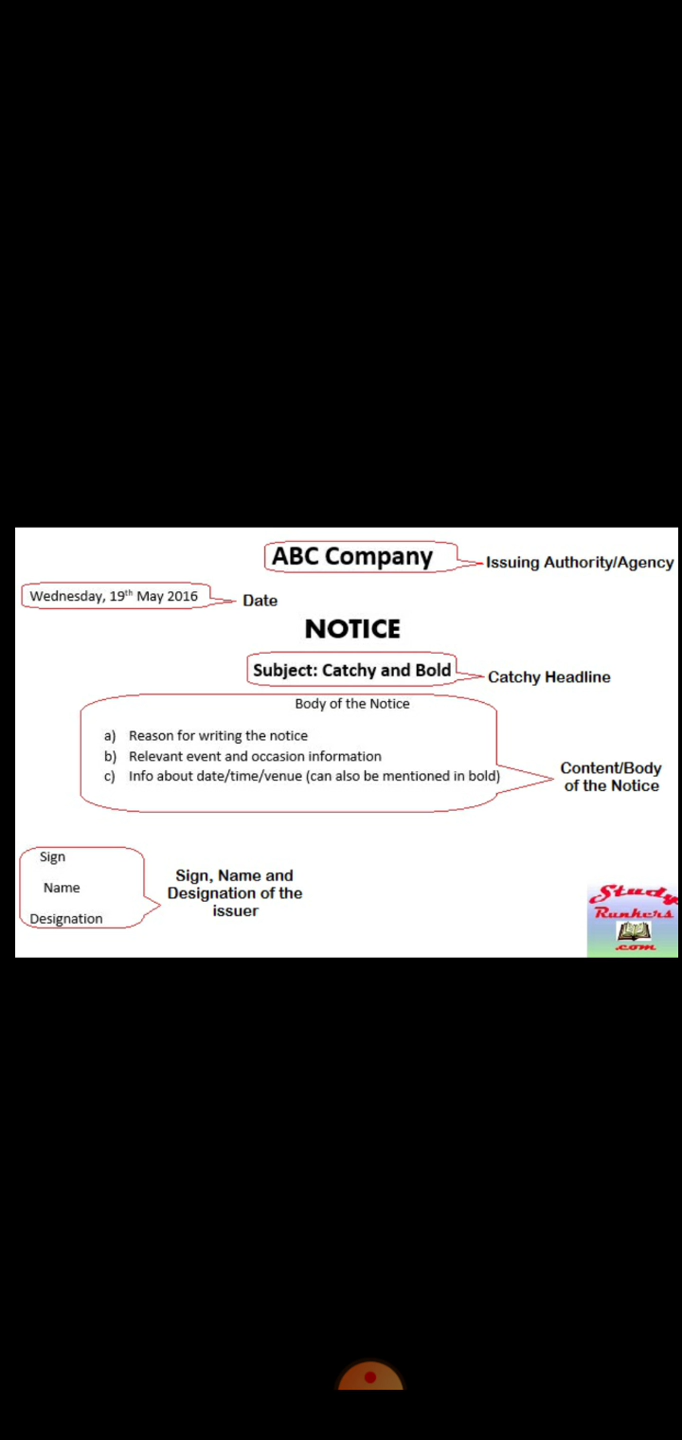 ABC Company
Issuing Authority/Agency
Wednesday, 19th May 2016
Date
NOTICE
Subject: Catchy and Bold
Catchy Headline
Body of the Notice
a) Reason for writing the notice
b) Relevant event and occasion information
c) Info about date/time/venue (can also be mentioned in bold)
Content/Body
of the Notice
Sign
Name
Designation
Sign, Name and
Designation of the
issuer
Study
Rankers
.com